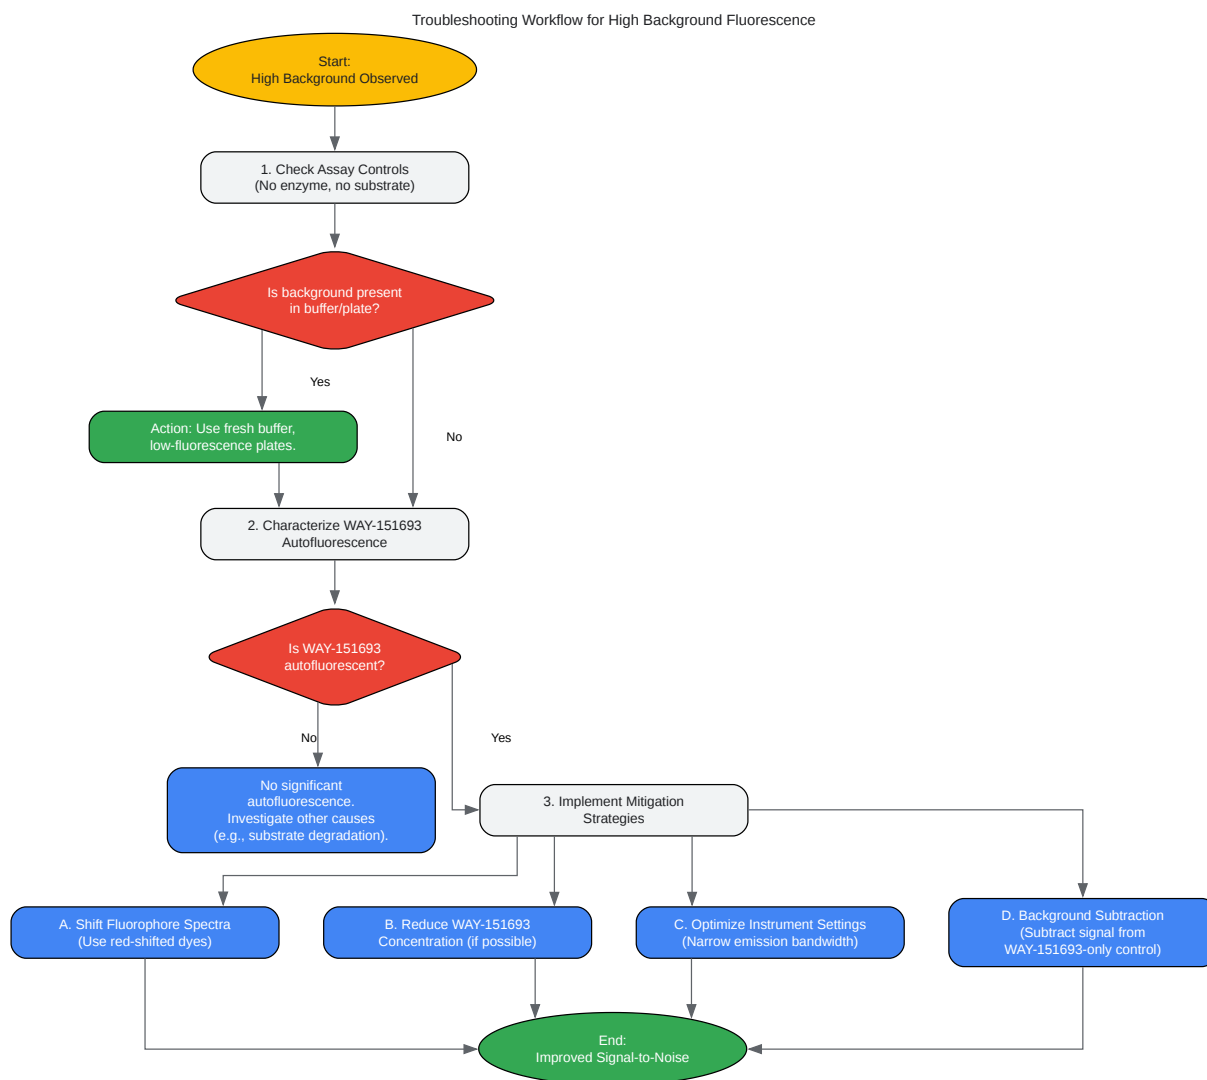 Troubleshooting Workflow for High Background Fluorescence
Start:
High Background Observed
1. Check Assay Controls
(No enzyme, no substrate)
Is background present
in buffer/plate?
Yes
Action: Use fresh buffer,
low-fluorescence plates.
No
2. Characterize WAY-151693
Autofluorescence
Is WAY-151693
autofluorescent?
No
Yes
No significant
autofluorescence.
Investigate other causes
(e.g., substrate degradation).
3. Implement Mitigation
Strategies
A. Shift Fluorophore Spectra
(Use red-shifted dyes)
B. Reduce WAY-151693
Concentration (if possible)
C. Optimize Instrument Settings
(Narrow emission bandwidth)
D. Background Subtraction
(Subtract signal from
WAY-151693-only control)
End:
Improved Signal-to-Noise